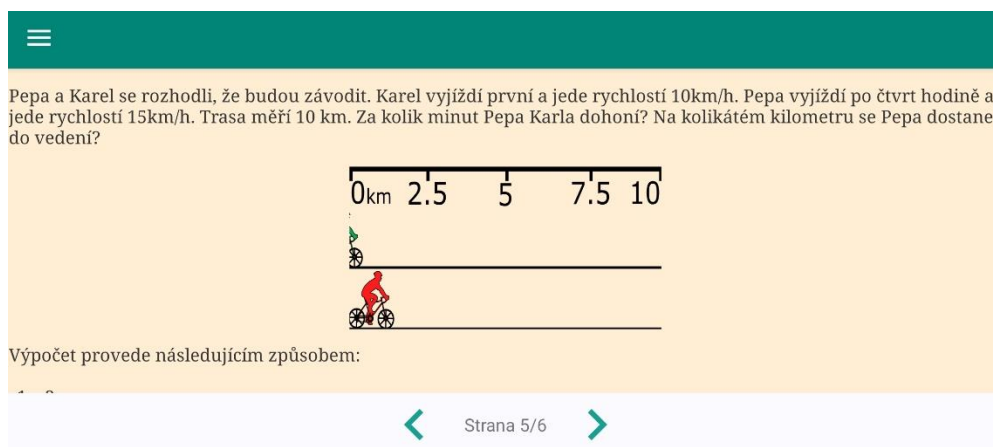 Pepa a Karel se rozhodli, že budou závodit. Karel vyjíždí první a jede rychlostí 10km/h. Pepa vyjíždí po čtvrt hodině a
jede rychlostí 15km/h. Trasa měří 10 km. Za kolik minut Pepa Karla dohoní? Na kolikátém kilometru se Pepa dostane
do vedení?
0km 2.5 5 7.5 10
Výpočet provede následujícím způsobem:
Strana 5/6